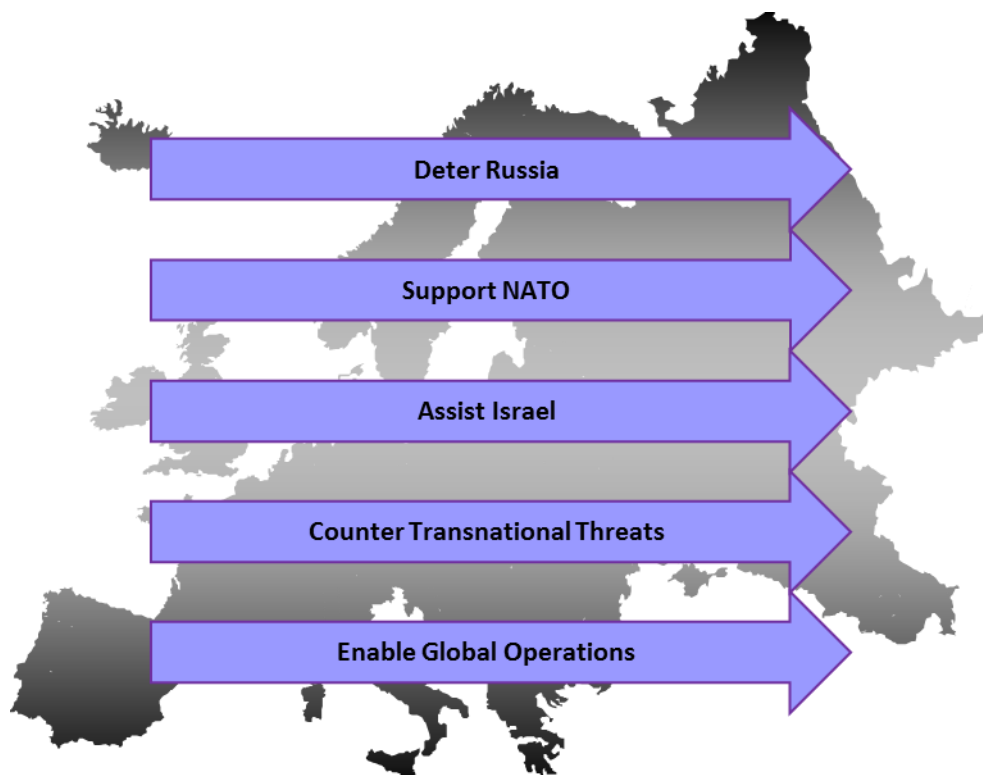 Deter Russia
Support NATO
Assist Israel
Counter Transnational Threats
Enable Global Operations